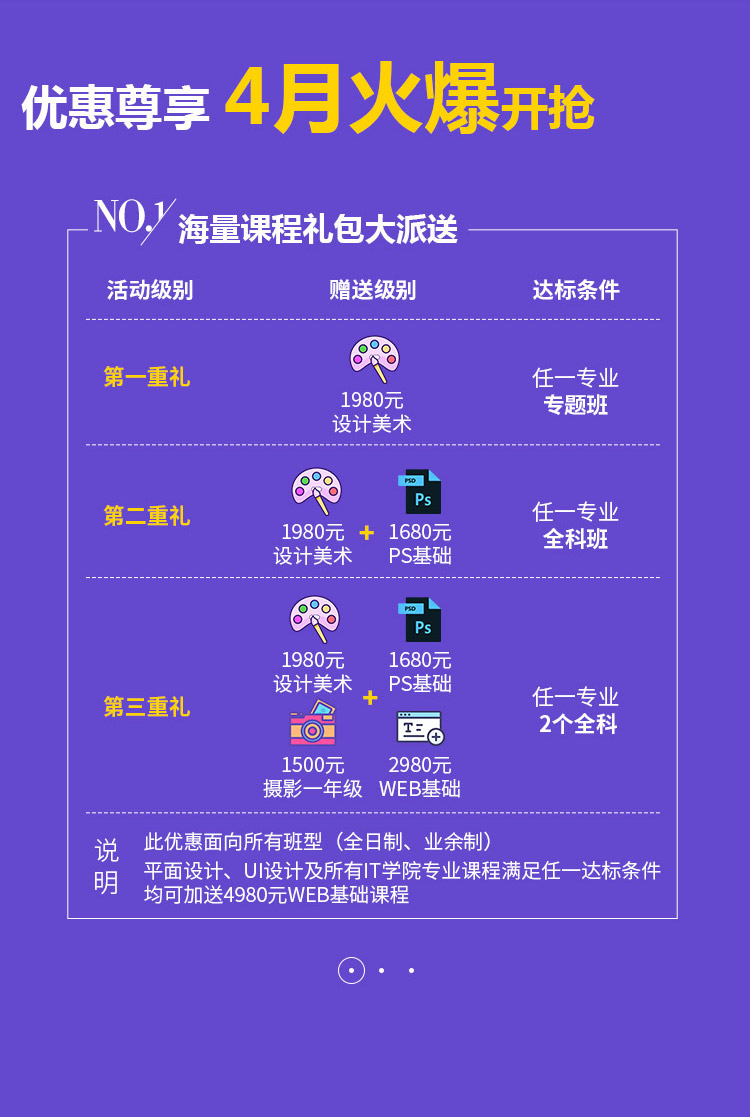 优惠尊享 4月火爆开抢
NO.1 海量课程礼包大派送
活动级别 赠送级别 达标条件
第一重礼
1980元
设计美术
任一专业
专题班
第二重礼
PSD
Ps
1980元 + 1680元
设计美术 PS基础
任一专业
全科班
第三重礼
PSD
Ps
1980元 1680元
设计美术 PS基础
+
T
1500元 2980元
摄影一年级 WEB基础
任一专业
2个全科
说明
此优惠面向所有班型（全日制、业余制）
平面设计、UI设计及所有IT学院专业课程满足任一达标条件
均可加送4980元WEB基础课程